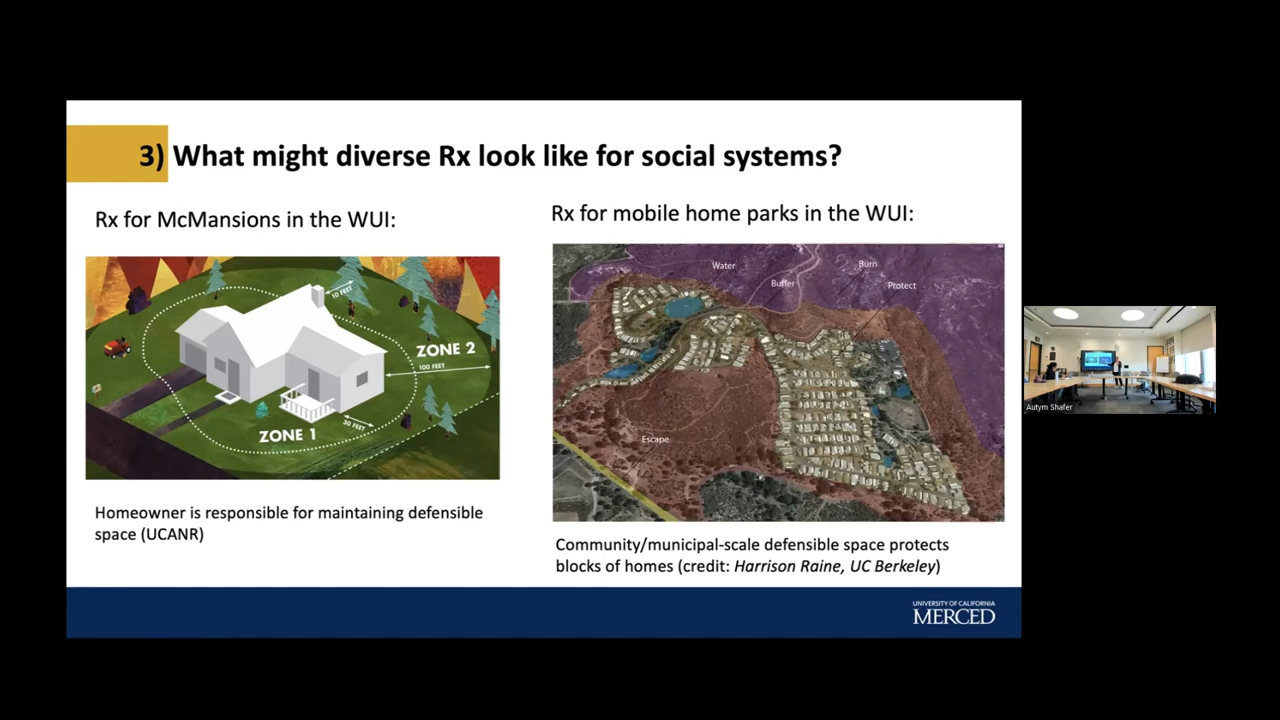 3) What might diverse Rx look like for social systems?
Rx for McMansions in the WUI:
10 FEET
ZONE 2
100 FEET
30 FEET
ZONE 1
Homeowner is responsible for maintaining defensible
space (UCANR)
Rx for mobile home parks in the WUI:
Water
Burn
Buffer
Protect
Escape
Community/municipal-scale defensible space protects
blocks of homes (credit: Harrison Raine, UC Berkeley)
UNIVERSITY OF CALIFORNIA
MERCED
Autym Shafer